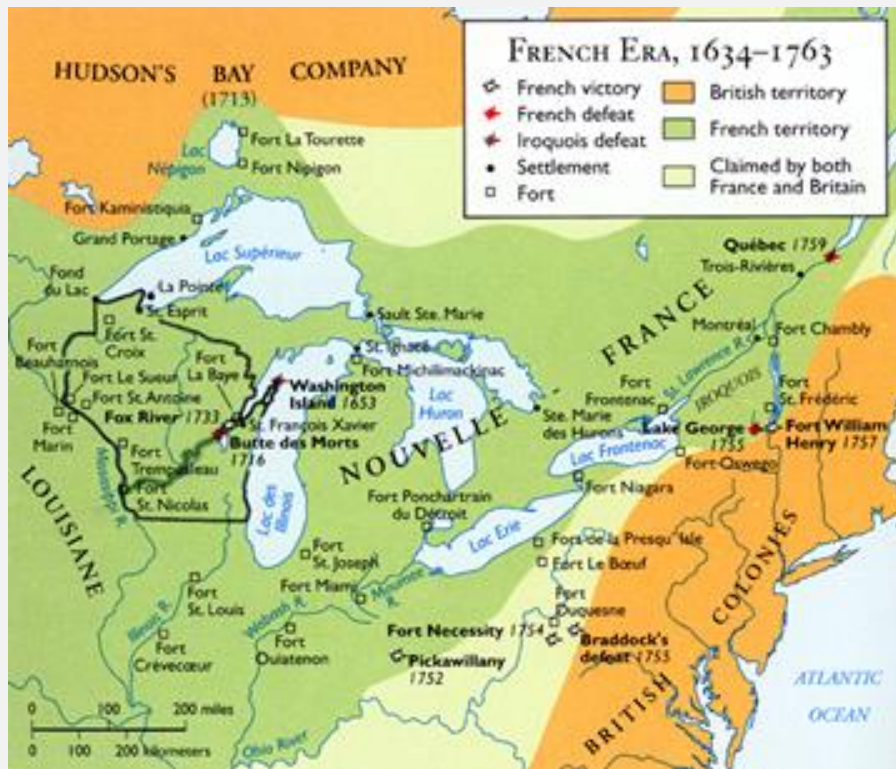 FRENCH ERA, 1634–1763
French victory
French defeat
Iroquois defeat
Settlement
Fort
British territory
French territory
Claimed by both
France and Britain
HUDSON'S BAY COMPANY
(1713)
Fort La Tourette
Lac
Népigon
Fort Nipigon
Fort Kaministiquia
Grand Portage
Lac Supérieur
Québec 1759
Trois-Rivières
Fond
du Lac
La Pointe
St. Esprit
Sault Ste. Marie
Montréal
Fort Chambly
Fort St.
Croix
St. Ignace
Fort Michilimackinac
Fort
Beauharnois
Fort
La Baye
Fort Le Sueur
Fort St. Antoine
Washington
Island 1653
Lac
Huron
Fort
Frontenac
St. Lawrence R.
IROQUOIS
Fort
St. Frédéric
Fox River 1733
St. François Xavier
Ste. Marie
des Hurons
Lake George
1755
Fort William
Henry 1757
Fort
Marin
Butte des Morts
1716
NOUVELLE FRANCE
Lac Frontenac
Fort Oswego
Fort
Trempealeau
Mississippi R.
Fort
St. Nicolas
Lac des
Illinois
Fort Niagara
LOUISIANE
Fort Ponchartrain
du Détroit
Lac Erie
Fort de la Presqu' Isle
Fort
St. Joseph
Fort Le Bœuf
Fort Miami
Maumee
R.
Fort
St. Louis
Illinois R.
Wabash R.
Fort
Duquesne
Fort
Crévecœur
Fort
Ouiatenon
Fort Necessity 1754
Braddock's
defeat 1755
Pickawillany
1752
BRITISH COLONIES
ATLANTIC
OCEAN
Ohio River
0 100 200 miles
0 100 200 kilometers